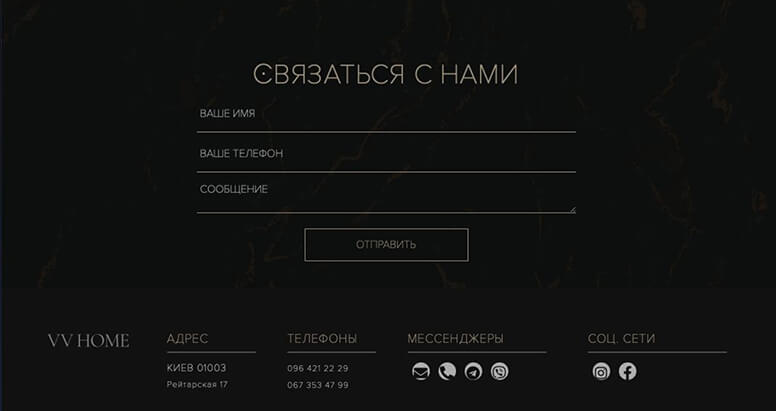 СВЯЗАТЬСЯ С НАМИ
ВАШЕ ИМЯ
ВАШЕ ТЕЛЕФОН
СООБЩЕНИЕ
ОТПРАВИТЬ
VV HOME
АДРЕС
КИЕВ 01003
Рейтарская 17
ТЕЛЕФОНЫ
096 421 22 29
067 353 47 99
МЕССЕНДЖЕРЫ
СОЦ. СЕТИ